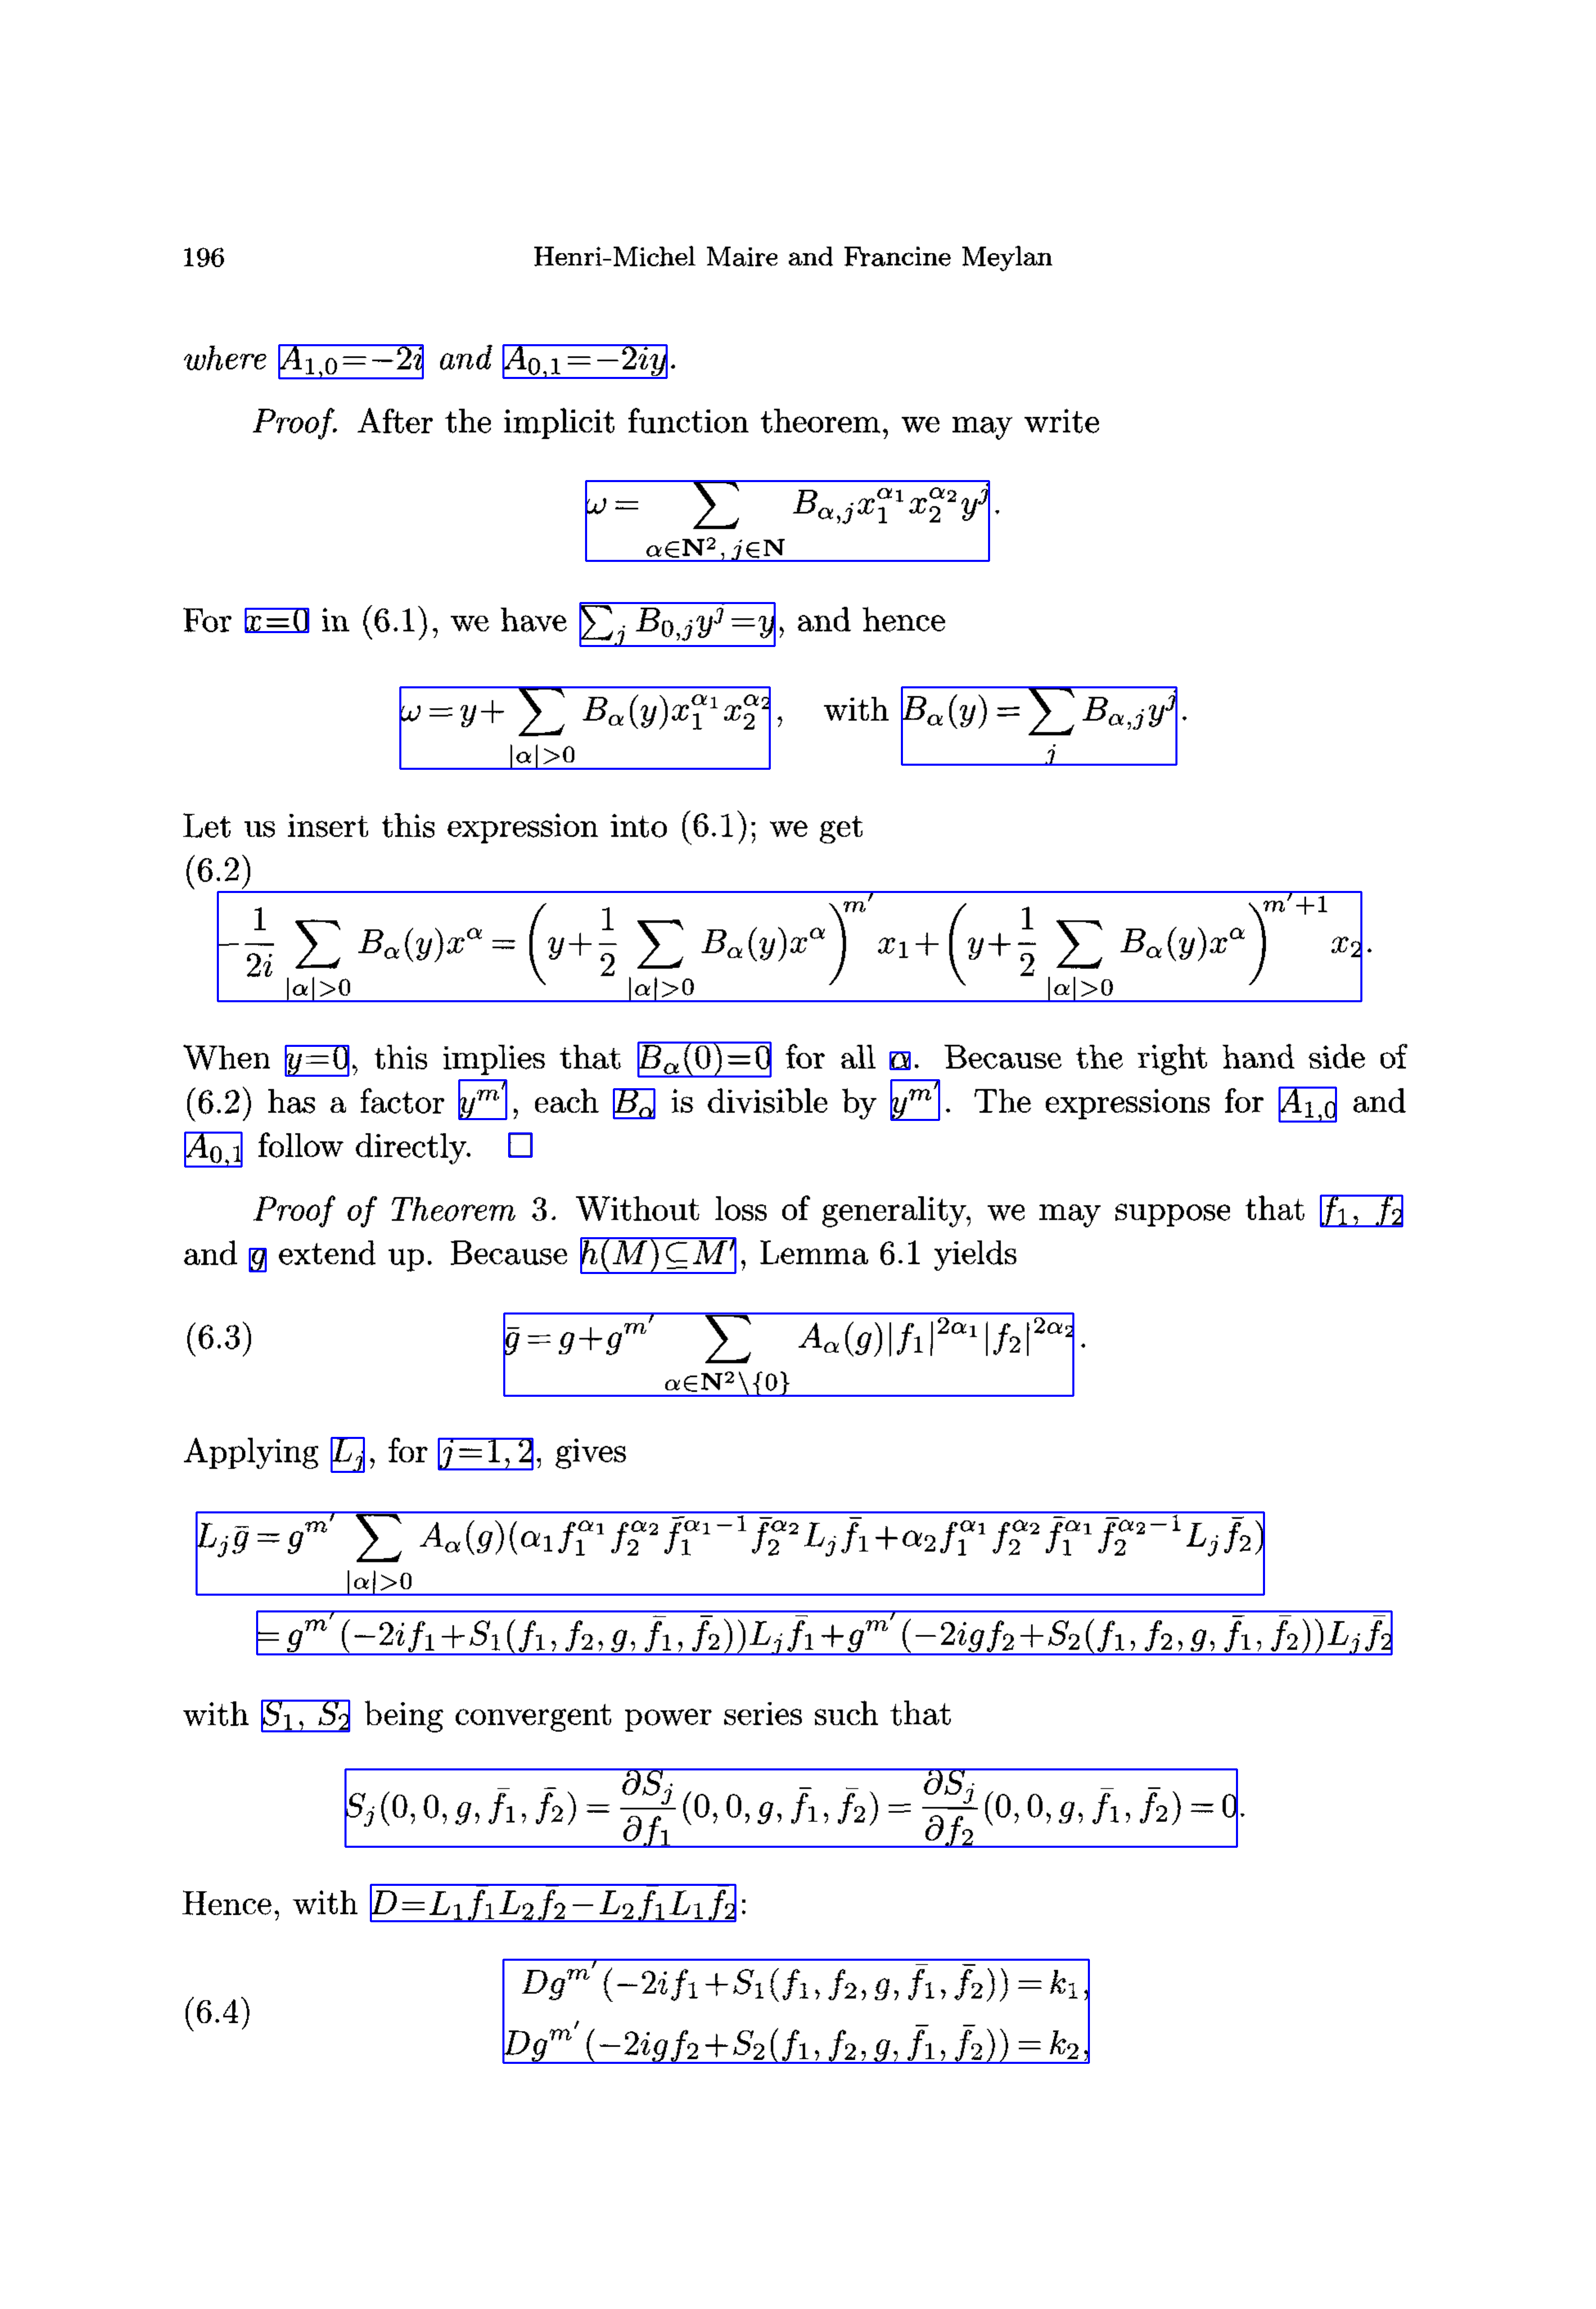 196 Henri-Michel Maire and Francine Meylan
where $A_{1,0}=-2i$ and $A_{0,1}=-2iy$.
Proof. After the implicit function theorem, we may write
$\omega = \sum_{\alpha\in\mathbf{N}^2, j\in\mathbf{N}} B_{\alpha,j} x_1^{\alpha_1} x_2^{\alpha_2} y^j.$
For $x=0$ in (6.1), we have $\sum_j B_{0,j} y^j = y$, and hence
$\omega = y + \sum_{|\alpha|>0} B_\alpha(y) x_1^{\alpha_1} x_2^{\alpha_2},$ with $B_\alpha(y) = \sum_j B_{\alpha,j} y^j.$
Let us insert this expression into (6.1); we get
(6.2)
$-\frac{1}{2i} \sum_{|\alpha|>0} B_\alpha(y) x^\alpha = \left( y + \frac{1}{2} \sum_{|\alpha|>0} B_\alpha(y) x^\alpha \right)^{m'} x_1 + \left( y + \frac{1}{2} \sum_{|\alpha|>0} B_\alpha(y) x^\alpha \right)^{m'+1} x_2.$
When $y=0$, this implies that $B_\alpha(0)=0$ for all $\alpha$. Because the right hand side of
(6.2) has a factor $y^{m'}$, each $B_\alpha$ is divisible by $y^{m'}$. The expressions for $A_{1,0}$ and
$A_{0,1}$ follow directly. □
Proof of Theorem 3. Without loss of generality, we may suppose that $f_1, f_2$
and $g$ extend up. Because $h(M) \subseteq M'$, Lemma 6.1 yields
(6.3) $\bar{g} = g + g^{m'} \sum_{\alpha\in\mathbf{N}^2\setminus\{0\}} A_\alpha(g) |f_1|^{2\alpha_1} |f_2|^{2\alpha_2}.$
Applying $L_j$, for $j=1,2$, gives
$L_j \bar{g} = g^{m'} \sum_{|\alpha|>0} A_\alpha(g) (\alpha_1 f_1^{\alpha_1} f_2^{\alpha_2} \bar{f}_1^{\alpha_1-1} \bar{f}_2^{\alpha_2} L_j \bar{f}_1 + \alpha_2 f_1^{\alpha_1} f_2^{\alpha_2} \bar{f}_1^{\alpha_1} \bar{f}_2^{\alpha_2-1} L_j \bar{f}_2)$
$= g^{m'} (-2i f_1 + S_1(f_1, f_2, g, \bar{f}_1, \bar{f}_2)) L_j \bar{f}_1 + g^{m'} (-2i g f_2 + S_2(f_1, f_2, g, \bar{f}_1, \bar{f}_2)) L_j \bar{f}_2$
with $S_1, S_2$ being convergent power series such that
$S_j(0,0,g,\bar{f}_1,\bar{f}_2) = \frac{\partial S_j}{\partial f_1}(0,0,g,\bar{f}_1,\bar{f}_2) = \frac{\partial S_j}{\partial f_2}(0,0,g,\bar{f}_1,\bar{f}_2) = 0.$
Hence, with $D = L_1 \bar{f}_1 L_2 \bar{f}_2 - L_2 \bar{f}_1 L_1 \bar{f}_2$:
$D g^{m'} (-2i f_1 + S_1(f_1, f_2, g, \bar{f}_1, \bar{f}_2)) = k_1,$
(6.4)
$D g^{m'} (-2i g f_2 + S_2(f_1, f_2, g, \bar{f}_1, \bar{f}_2)) = k_2,$